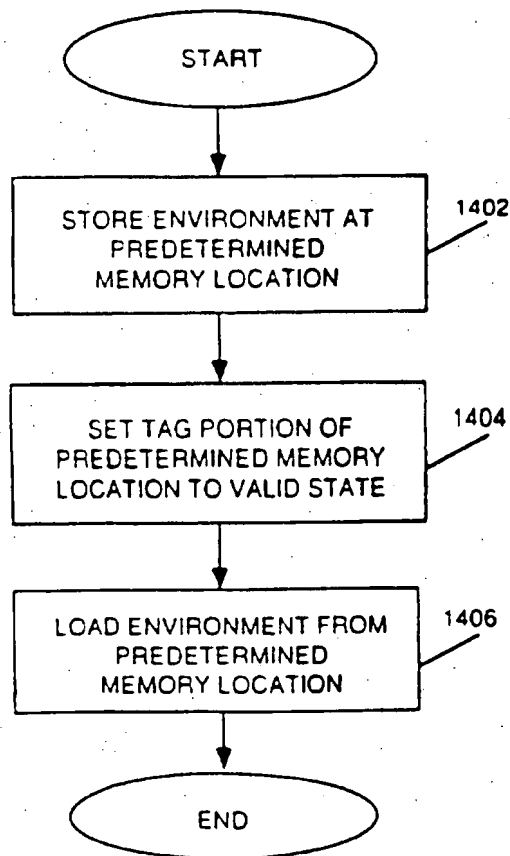 START
STORE ENVIRONMENT AT
PREDETERMINED
MEMORY LOCATION
1402
SET TAG PORTION OF
PREDETERMINED MEMORY
LOCATION TO VALID STATE
1404
LOAD ENVIRONMENT FROM
PREDETERMINED
MEMORY LOCATION
1406
END